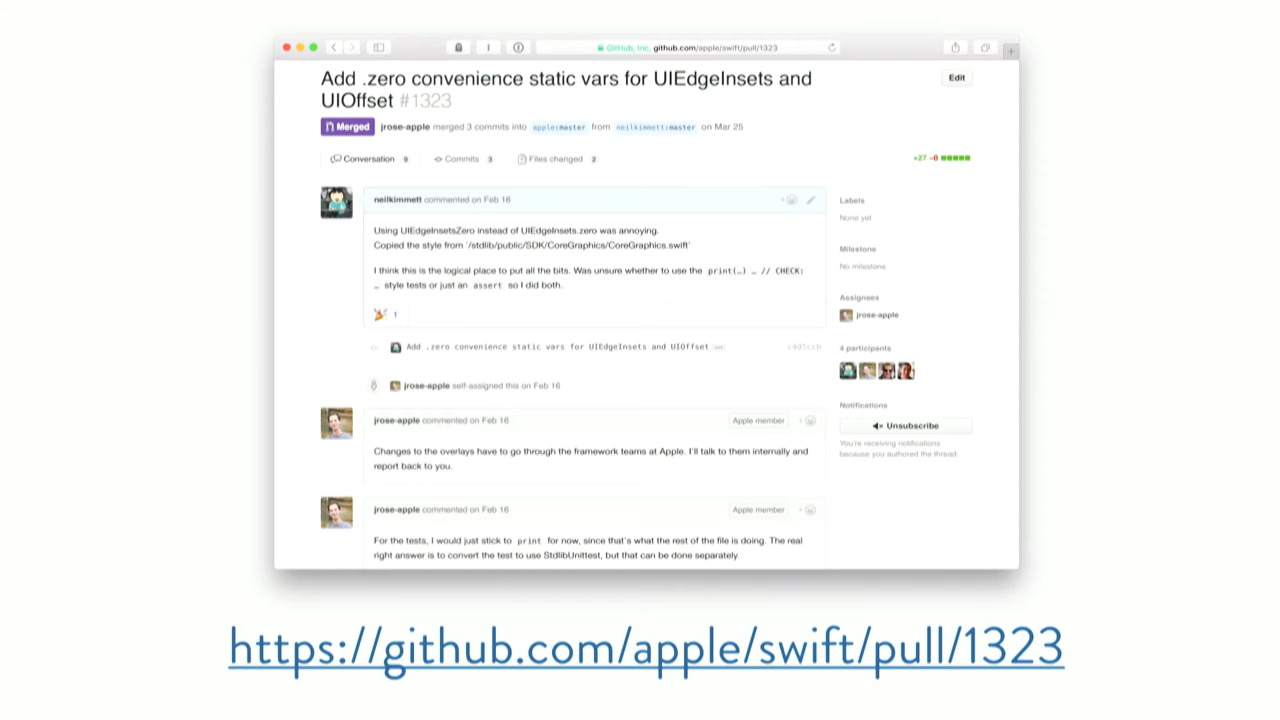 GitHub, Inc. github.com/apple/swift/pull/1323
Add .zero convenience static vars for UIEdgeInsets and
UIOffset #1323
Edit
Merged jrose-apple merged 3 commits into apple:master from neilkimmett:master on Mar 25
Conversation 9 Commits 3 Files changed 2
+27 −0
neilkimmett commented on Feb 16
Using UIEdgeInsetsZero instead of UIEdgeInsets.zero was annoying.
Copied the style from '/stdlib/public/SDK/CoreGraphics/CoreGraphics.swift'
I think this is the logical place to put all the bits. Was unsure whether to use the print(…) … // CHECK:
… style tests or just an assert so I did both.
1
Add .zero convenience static vars for UIEdgeInsets and UIOffset
jrose-apple self-assigned this on Feb 16
jrose-apple commented on Feb 16
Apple member
Changes to the overlays have to go through the framework teams at Apple. I'll talk to them internally and
report back to you.
jrose-apple commented on Feb 16
Apple member
For the tests, I would just stick to print for now, since that's what the rest of the file is doing. The real
right answer is to convert the test to use StdlibUnittest, but that can be done separately.
Labels
None yet
Milestone
No milestone
Assignees
jrose-apple
4 participants
Notifications
Unsubscribe
You're receiving notifications
because you authored the thread
https://github.com/apple/swift/pull/1323